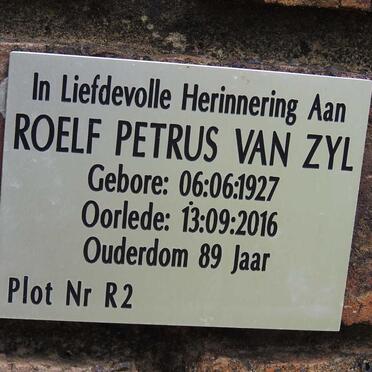 In Liefdevolle Herinnering Aan
ROELF PETRUS VAN ZYL
Gebore: 06:06:1927
Oorlede: 13:09:2016
Ouderdom 89 Jaar
Plot Nr R2